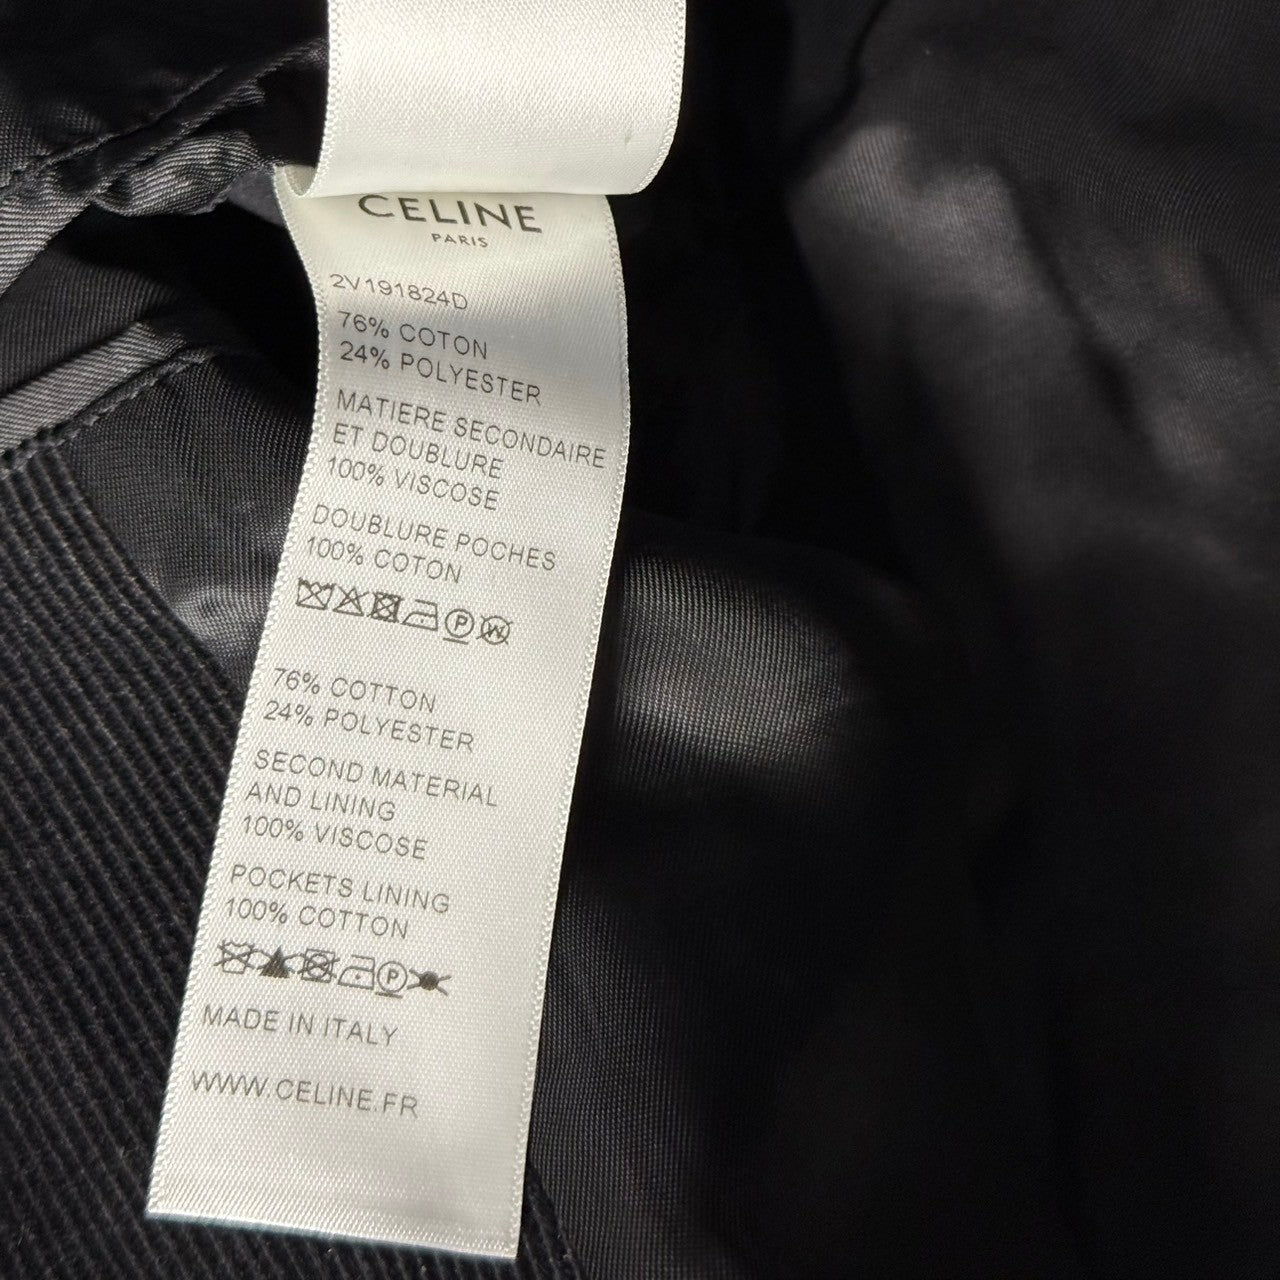 CELINE
PARIS
2V191824D
76% COTON
24% POLYESTER
MATIERE SECONDAIRE
ET DOUBLURE
100% VISCOSE
DOUBLURE POCHES
100% COTON
P W
76% COTTON
24% POLYESTER
SECOND MATERIAL
AND LINING
100% VISCOSE
POCKETS LINING
100% COTTON
P
MADE IN ITALY
WWW.CELINE.FR